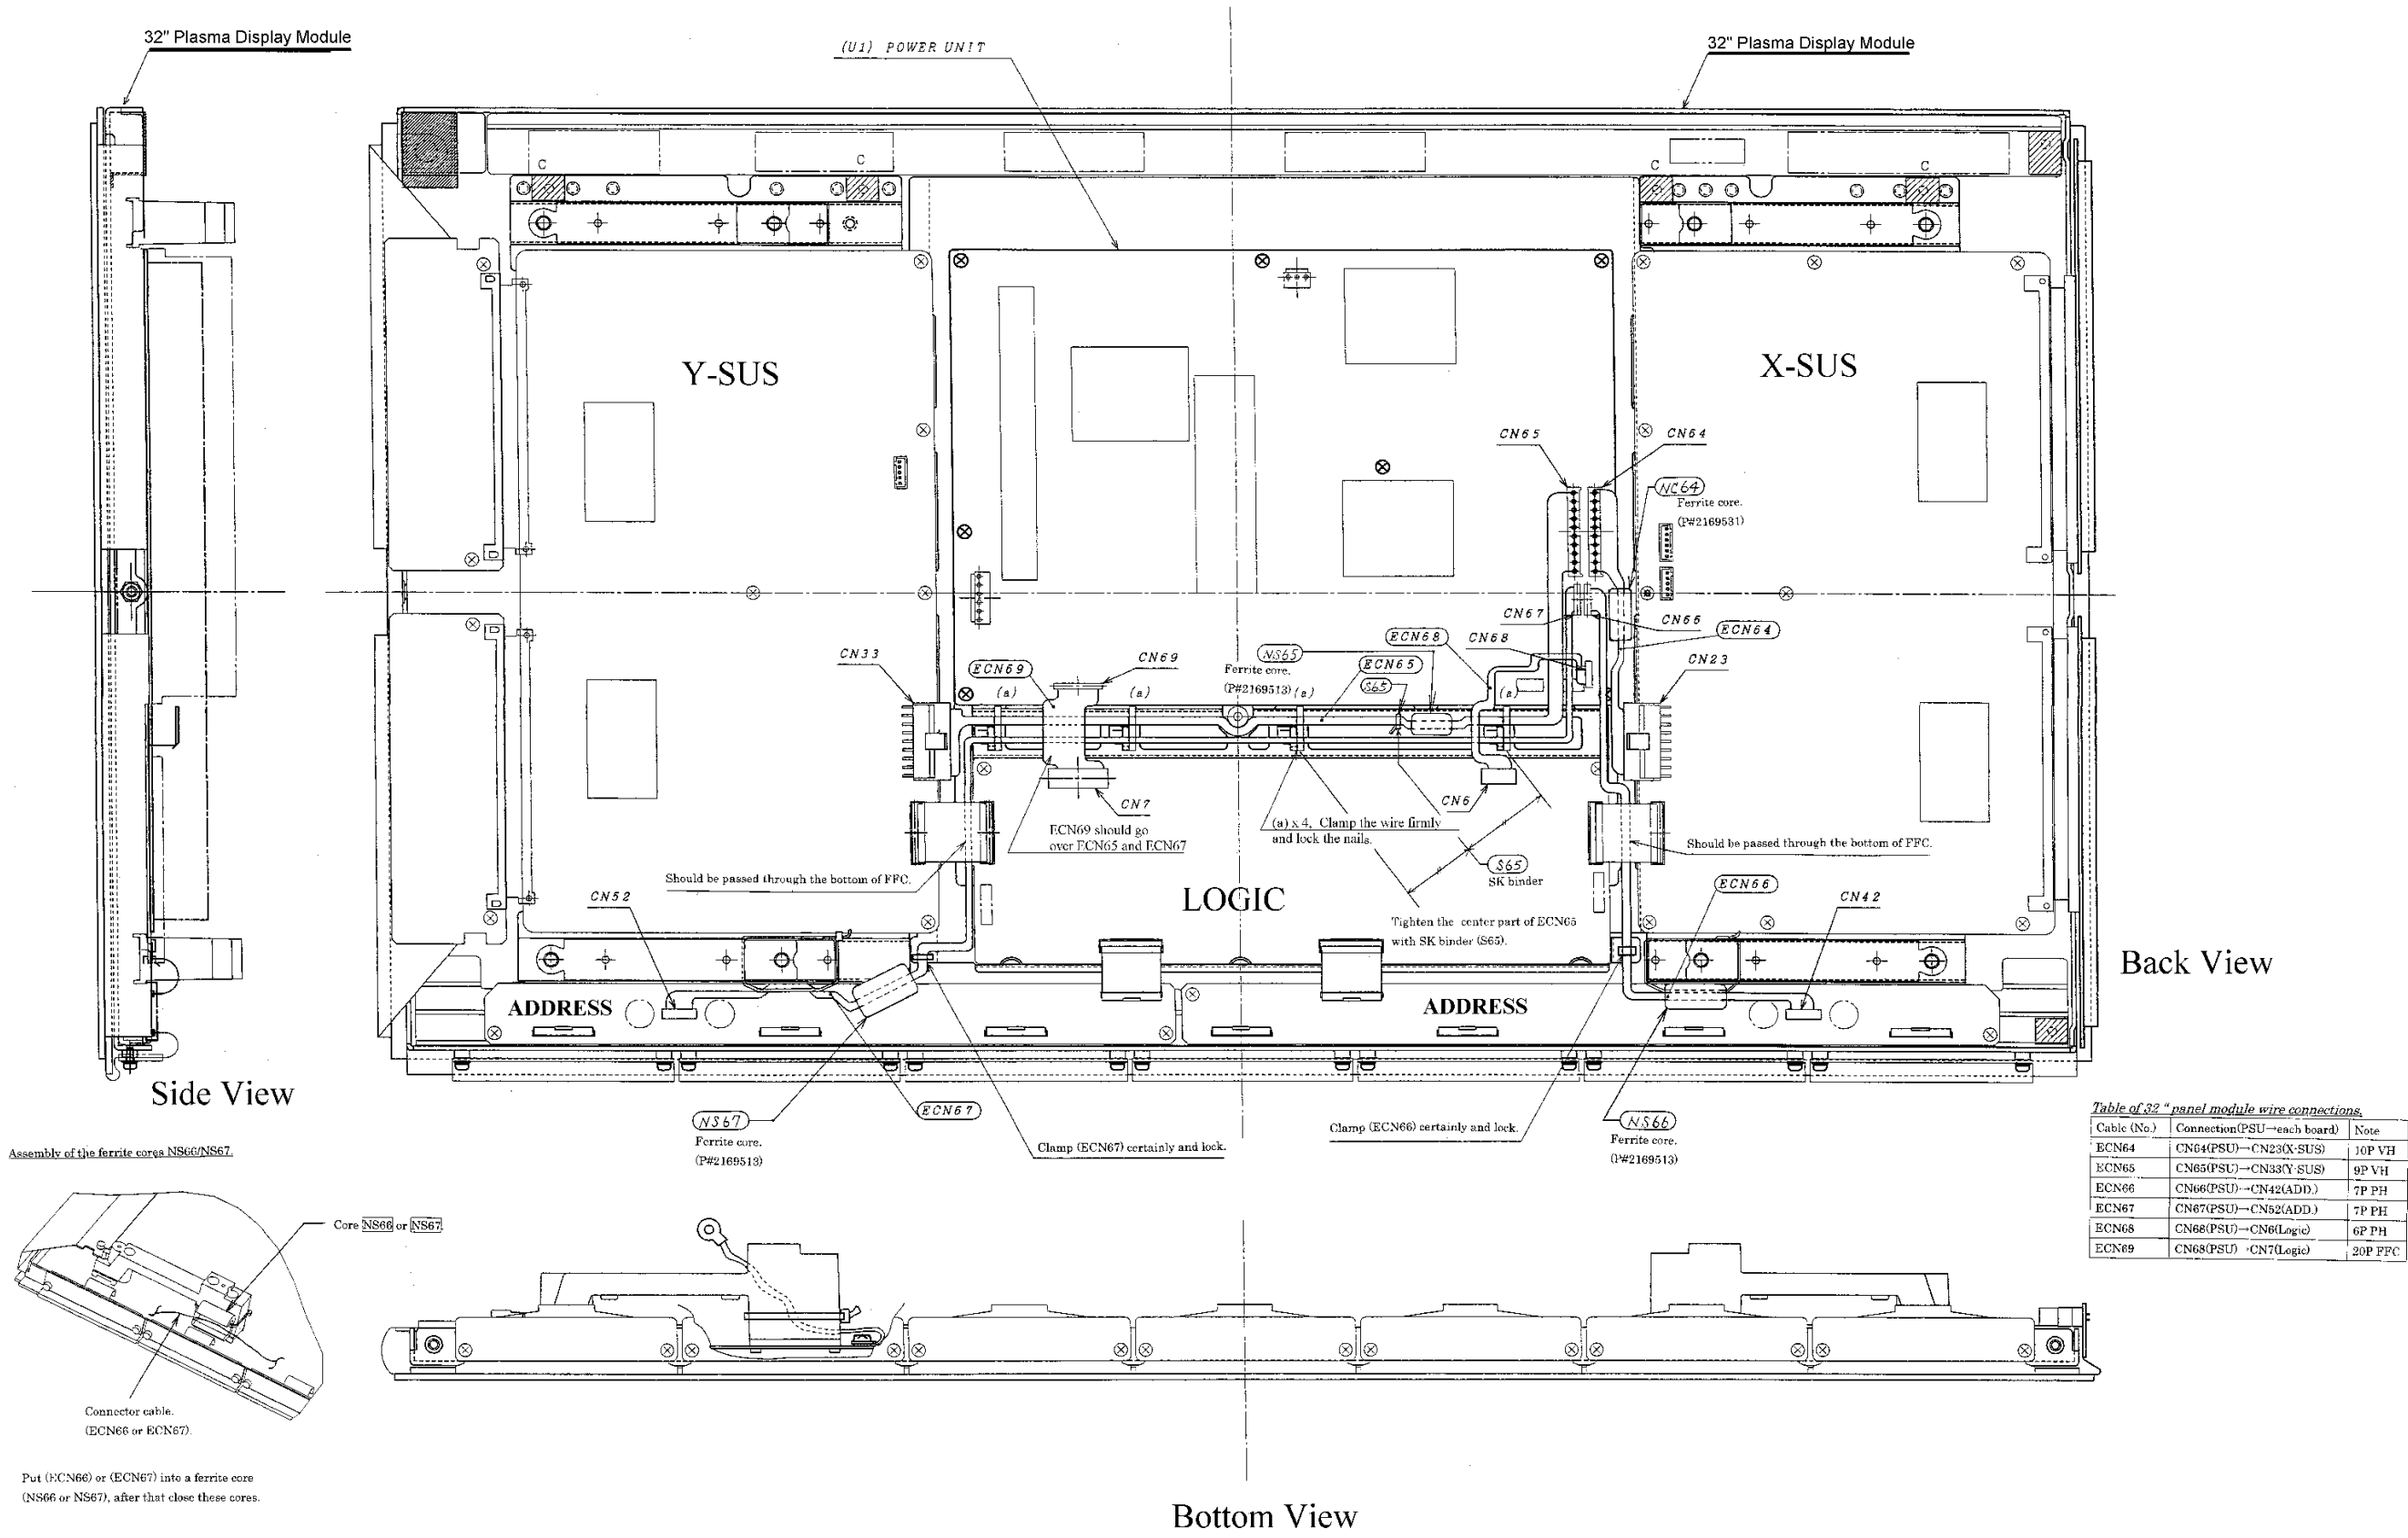 32" Plasma Display Module
(U1) POWER UNIT
32" Plasma Display Module
C
C
C
C
Y-SUS
X-SUS
CN65
CN64
NC64
Ferrite core.
(P#2169531)
CN67
CN66
ECN64
CN33
ECN69
CN69
NS65
Ferrite core.
(P#2169513)
ECN65
S65
ECN68
CN68
CN23
(a)
(a)
(a)
(a)
CN7
CN6
ECN69 should go
over ECN65 and ECN67
(a) x 4, Clamp the wire firmly
and lock the nails.
S65
SK binder
Should be passed through the bottom of FFC.
Should be passed through the bottom of FFC.
CN52
LOGIC
Tighten the center part of ECN65
with SK binder (S65).
ECN66
CN42
Back View
ADDRESS
ADDRESS
Side View
NS67
Ferrite core.
(P#2169513)
ECN67
Clamp (ECN67) certainly and lock.
Clamp (ECN66) certainly and lock.
NS66
Ferrite core.
(P#2169513)
Table of 32 " panel module wire connections.
Cable (No.) Connection(PSU→each board) Note
ECN64 CN64(PSU)→CN23(X-SUS) 10P VH
ECN65 CN65(PSU)→CN33(Y-SUS) 9P VH
ECN66 CN66(PSU)→CN42(ADD.) 7P PH
ECN67 CN67(PSU)→CN52(ADD.) 7P PH
ECN68 CN68(PSU)→CN6(Logic) 6P PH
ECN69 CN68(PSU)→CN7(Logic) 20P FFC
Assembly of the ferrite cores NS66/NS67.
Core NS66 or NS67
Connector cable.
(ECN66 or ECN67).
Put (ECN66) or (ECN67) into a ferrite core
(NS66 or NS67), after that close these cores.
Bottom View